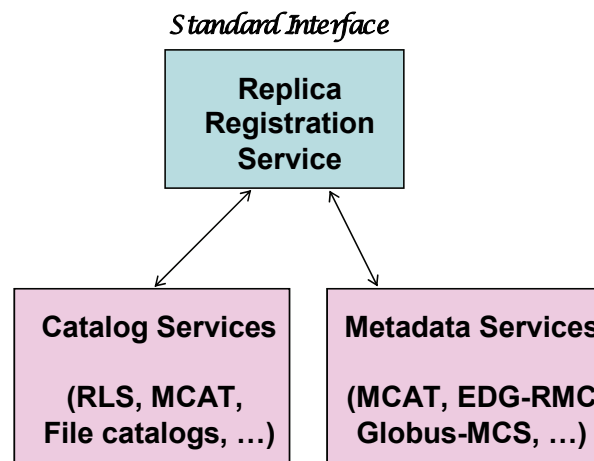 Standard Interface
Replica
Registration
Service
Catalog Services
(RLS, MCAT,
File catalogs, …)
Metadata Services
(MCAT, EDG-RMC
Globus-MCS, …)